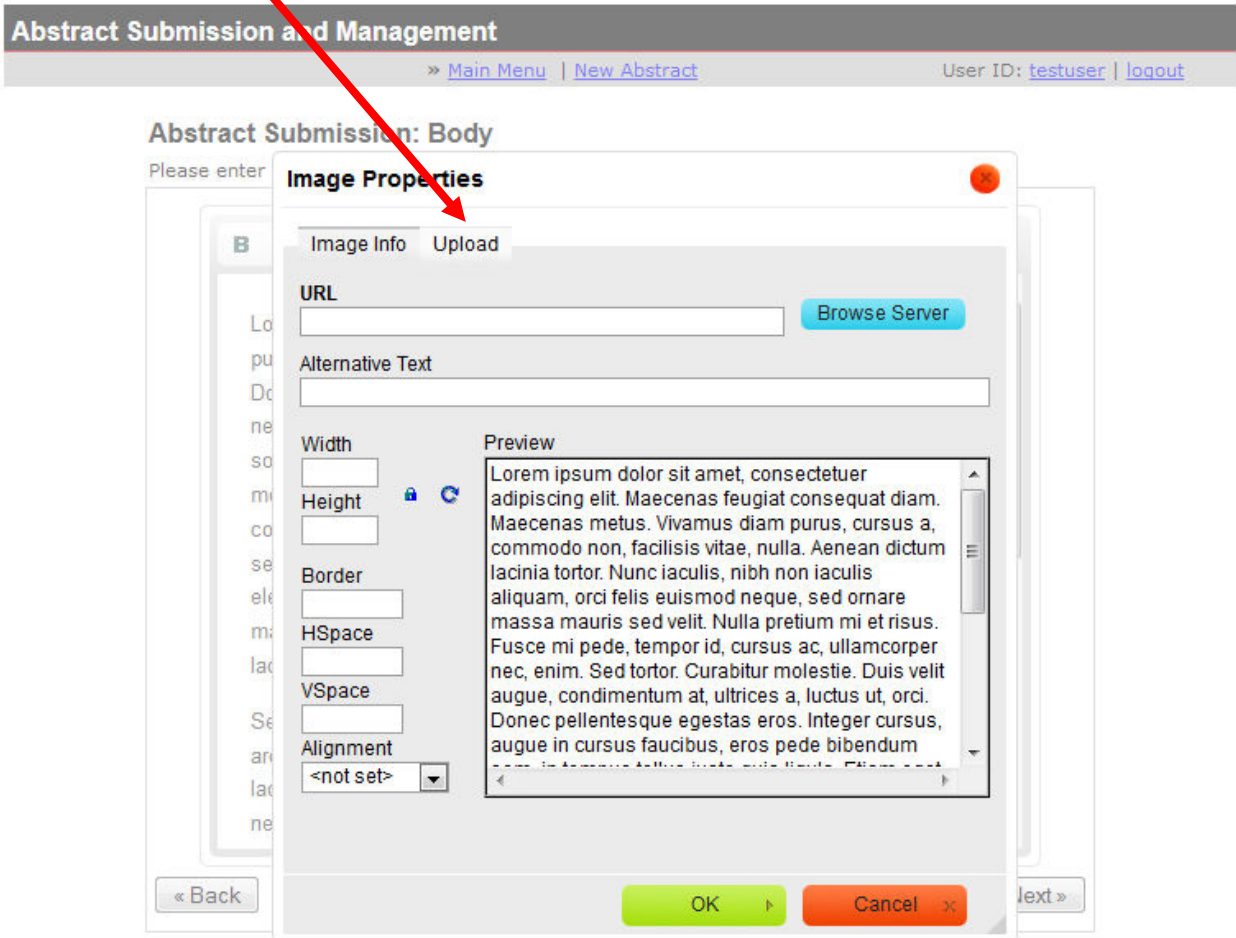 Abstract Submission and Management
» Main Menu | New Abstract User ID: testuser | logout
Abstract Submission: Body
Please enter
Image Properties
B
Image Info Upload
URL
Browse Server
Alternative Text
Width
Height
Border
HSpace
VSpace
Alignment
<not set>
Preview
Lorem ipsum dolor sit amet, consectetuer
adipiscing elit. Maecenas feugiat consequat diam.
Maecenas metus. Vivamus diam purus, cursus a,
commodo non, facilisis vitae, nulla. Aenean dictum
lacinia tortor. Nunc iaculis, nibh non iaculis
aliquam, orci felis euismod neque, sed ornare
massa mauris sed velit. Nulla pretium mi et risus.
Fusce mi pede, tempor id, cursus ac, ullamcorper
nec, enim. Sed tortor. Curabitur molestie. Duis velit
augue, condimentum at, ultrices a, luctus ut, orci.
Donec pellentesque egestas eros. Integer cursus,
augue in cursus faucibus, eros pede bibendum
OK
Cancel
« Back
Next »